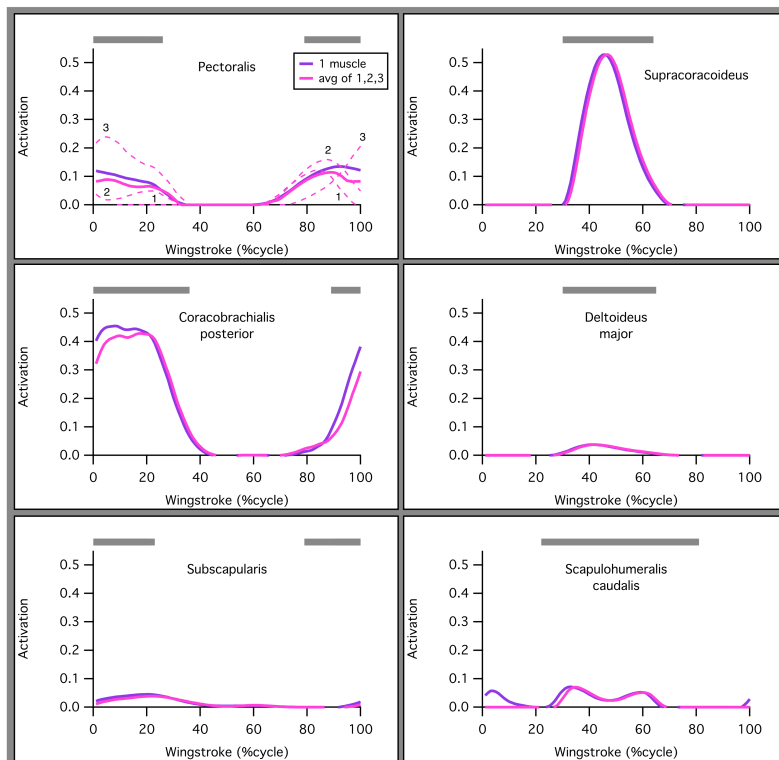 Pectoralis
1 muscle
avg of 1,2,3
Activation
0.5
0.4
0.3
0.2
0.1
0.0
3
2
1
2
3
1
0 20 40 60 80 100
Wingstroke (%cycle)
Supracoracoideus
Activation
0.5
0.4
0.3
0.2
0.1
0.0
0 20 40 60 80 100
Wingstroke (%cycle)
Coracobrachialis
posterior
Activation
0.5
0.4
0.3
0.2
0.1
0.0
0 20 40 60 80 100
Wingstroke (%cycle)
Deltoideus
major
Activation
0.5
0.4
0.3
0.2
0.1
0.0
0 20 40 60 80 100
Wingstroke (%cycle)
Subscapularis
Activation
0.5
0.4
0.3
0.2
0.1
0.0
0 20 40 60 80 100
Wingstroke (%cycle)
Scapulohumeralis
caudalis
Activation
0.5
0.4
0.3
0.2
0.1
0.0
0 20 40 60 80 100
Wingstroke (%cycle)